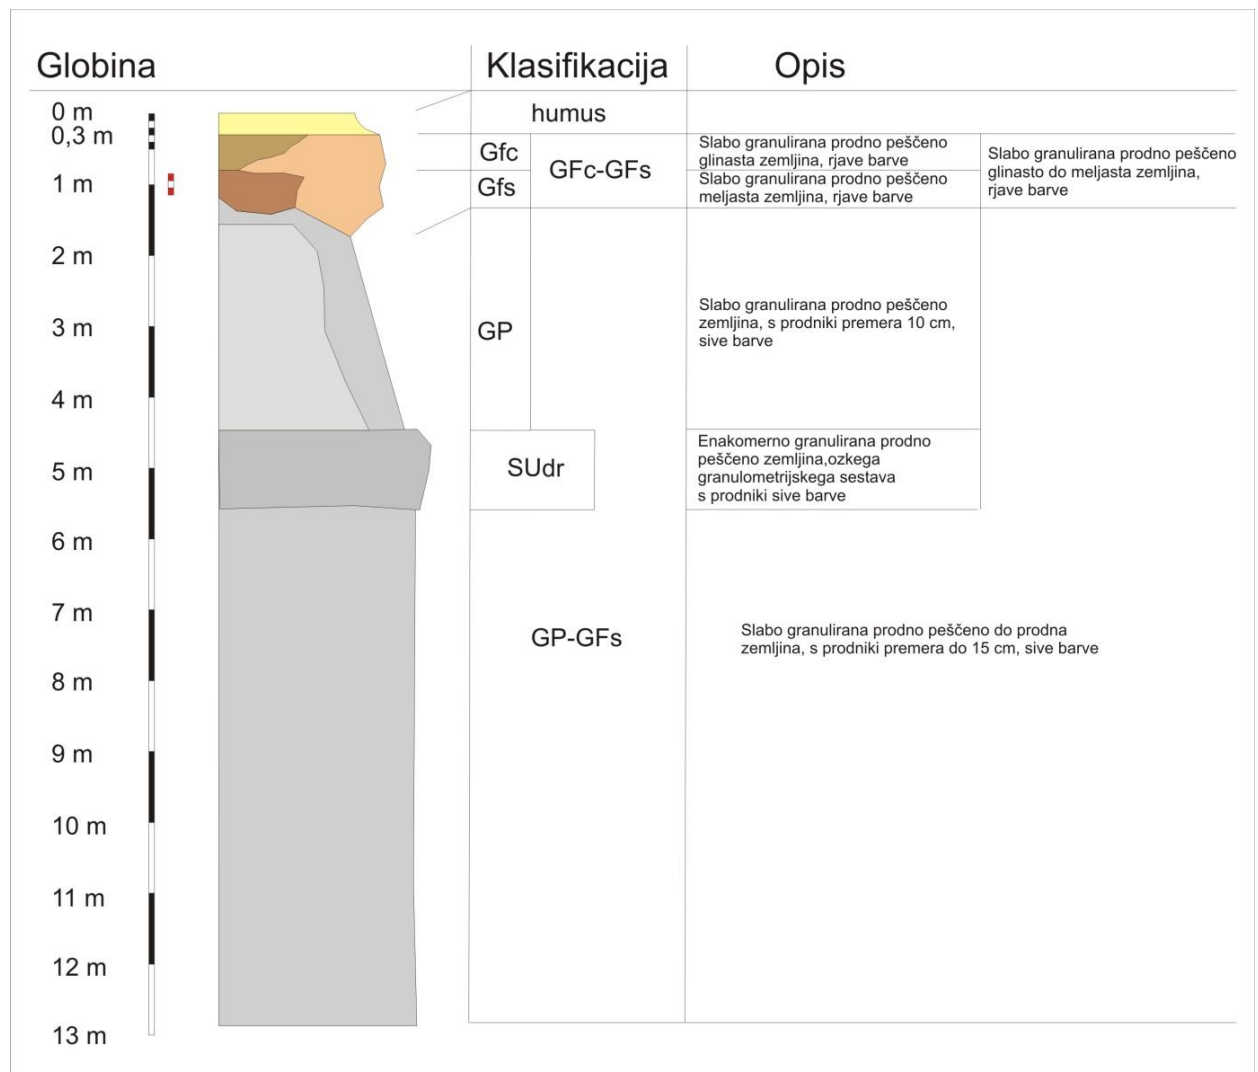 Globina
Klasifikacija
Opis
0 m
0,3 m
1 m
2 m
3 m
4 m
5 m
6 m
7 m
8 m
9 m
10 m
11 m
12 m
13 m
humus
Gfc
Gfs
GFc-GFs
GP
SUdr
GP-GFs
Slabo granulirana prodno peščeno
glinasta zemljina, rjave barve
Slabo granulirana prodno peščeno
meljasta zemljina, rjave barve
Slabo granulirana prodno peščeno
glinasto do meljasta zemljina,
rjave barve
Slabo granulirana prodno peščeno
zemljina, s prodniki premera 10 cm,
sive barve
Enakomerno granulirana prodno
peščeno zemljina,ozkega
granulometrijskega sestava
s prodniki sive barve
Slabo granulirana prodno peščeno do prodna
zemljina, s prodniki premera do 15 cm, sive barve